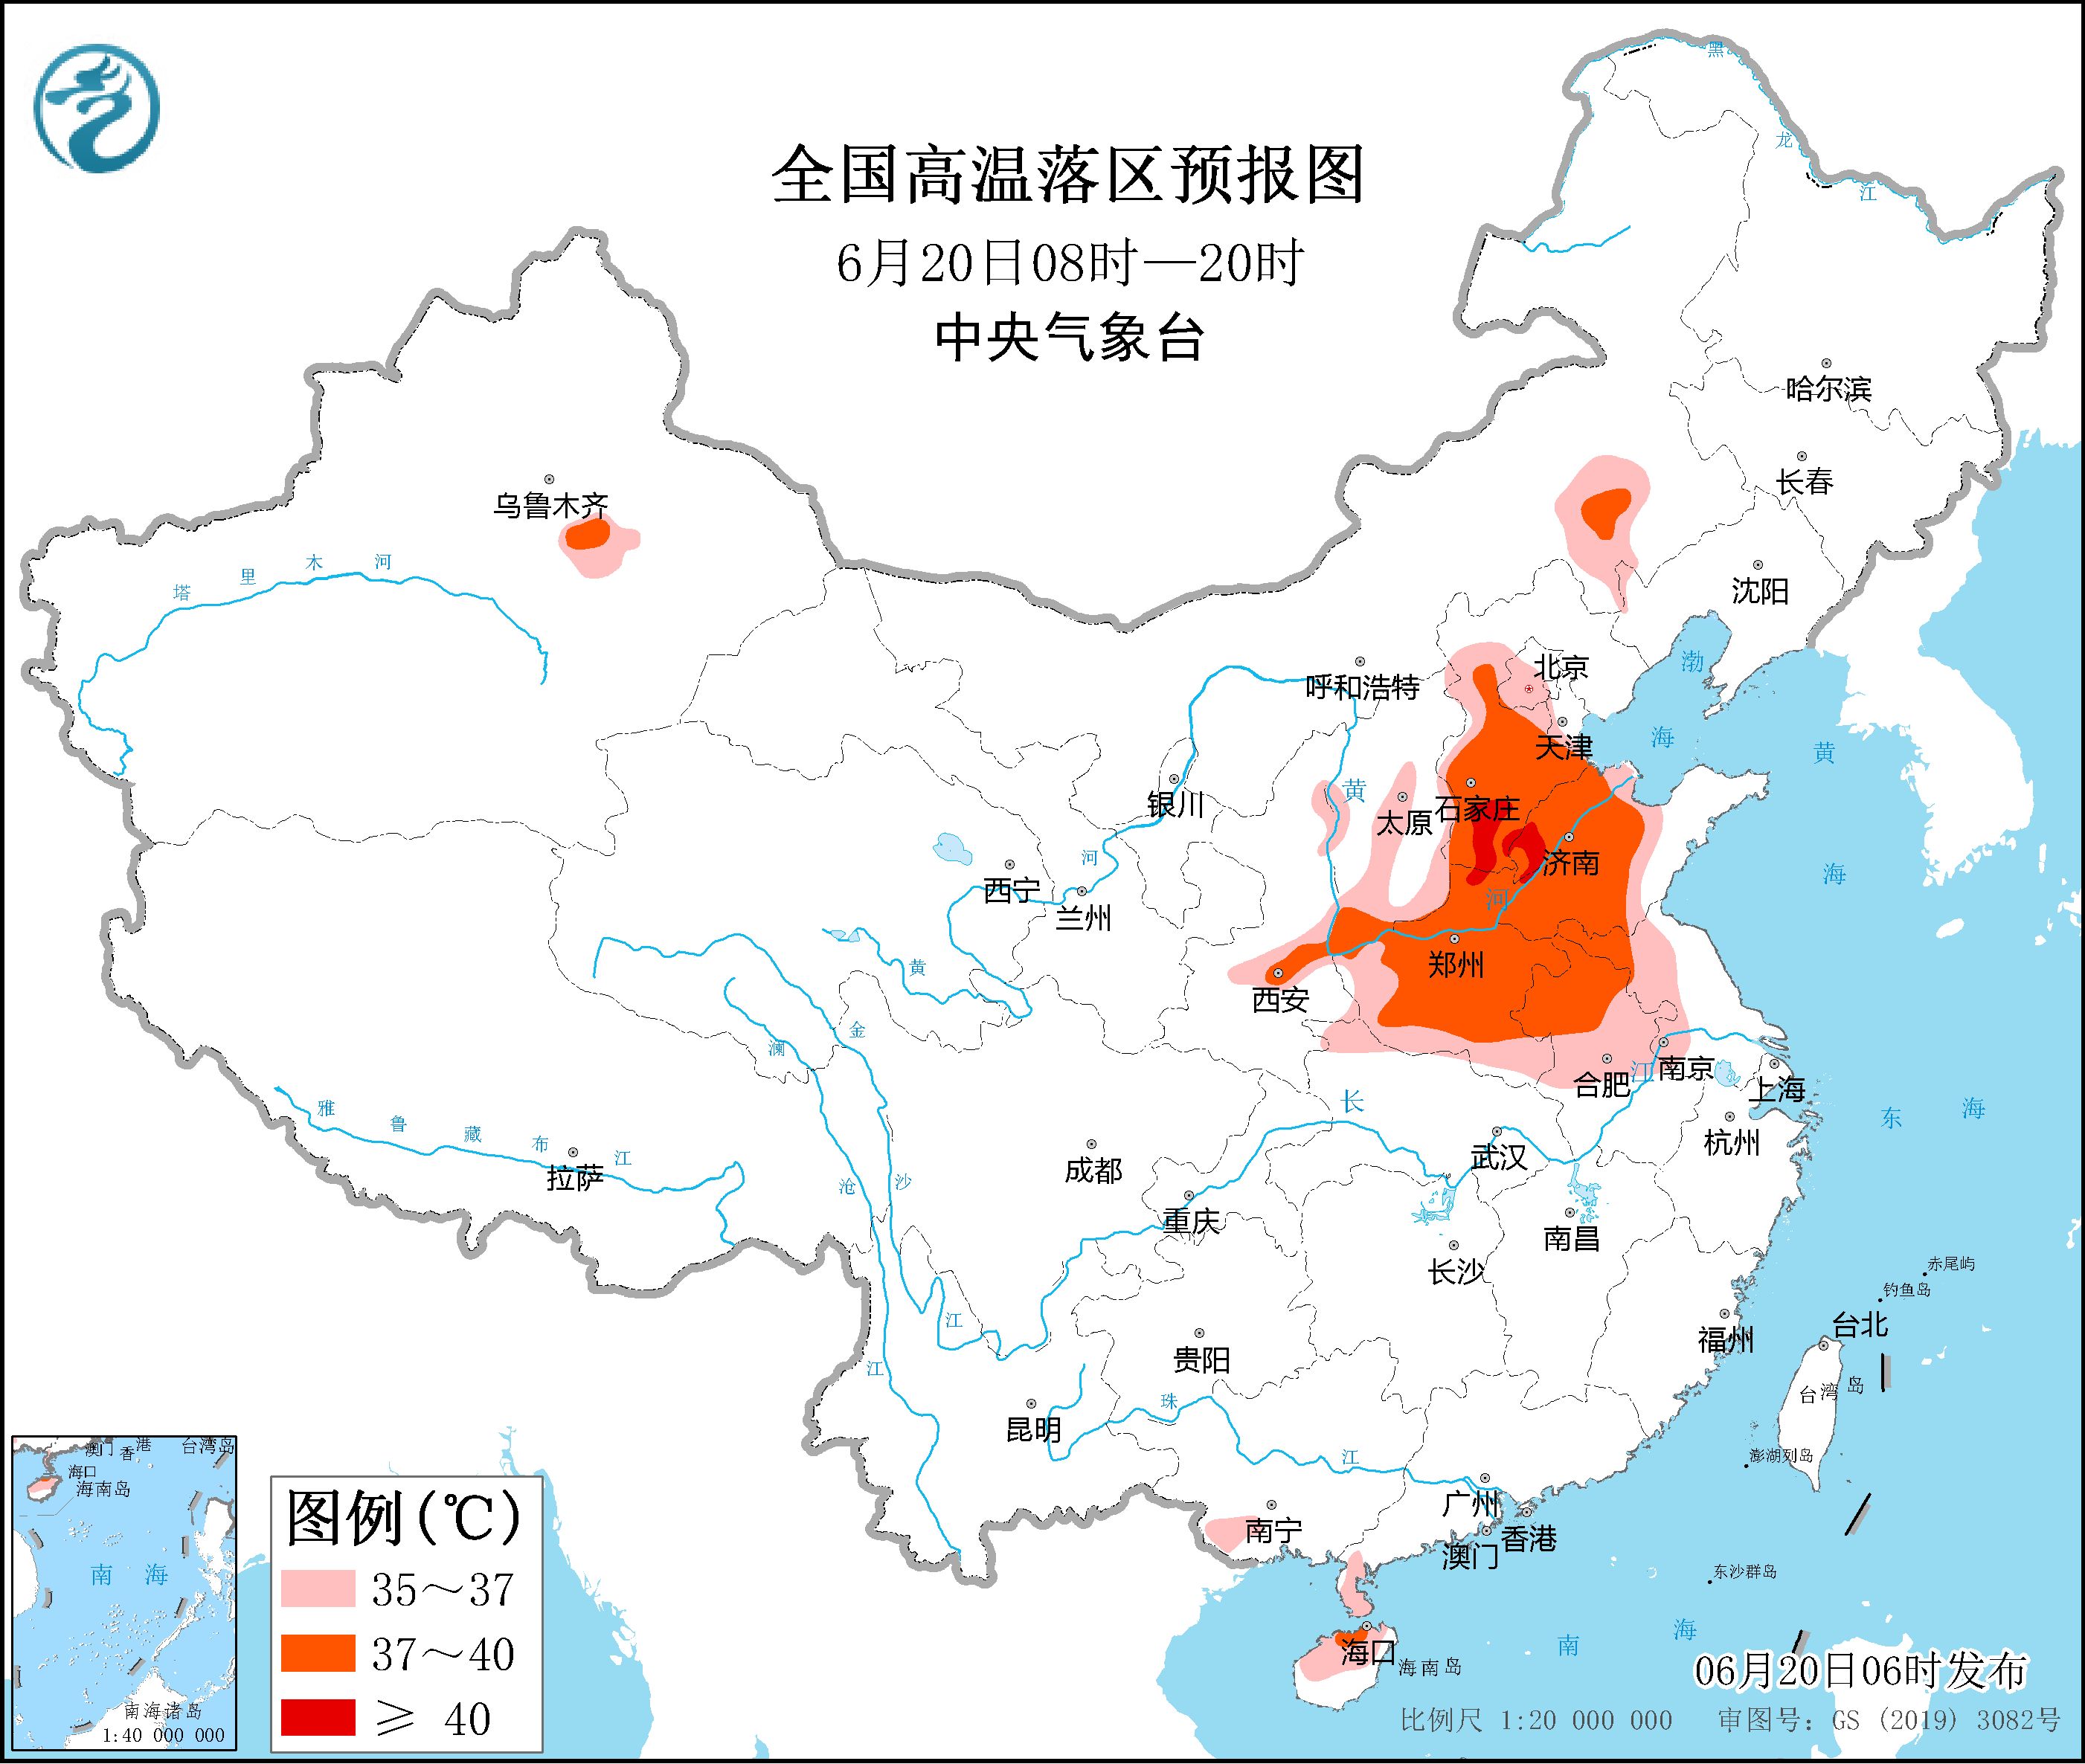 全国高温落区预报图
6月20日08时—20时
中央气象台
黑
龙
江
哈尔滨
长春
沈阳
乌鲁木齐
塔
里
木
河
呼和浩特
北京
天津
渤
海
黄
海
银川
黄
河
太原
石家庄
济南
河
西宁
兰州
黄
西安
郑州
金
沙
江
澜
沧
江
合肥
江
南京
上海
东
海
杭州
雅
鲁
藏
布
江
拉萨
成都
长
武汉
重庆
南昌
长沙
赤尾屿
钓鱼岛
台北
福州
贵阳
台湾岛
昆明
珠
江
澎湖列岛
广州
南宁
香港
澳门
东沙群岛
南
海
海口
海南岛
澳门
香港
台湾岛
海口
海南岛
南
海
南海诸岛
1:40 000 000
图例(℃)
35～37
37～40
≥ 40
06月20日06时发布
比例尺 1:20 000 000
审图号：GS (2019) 3082号